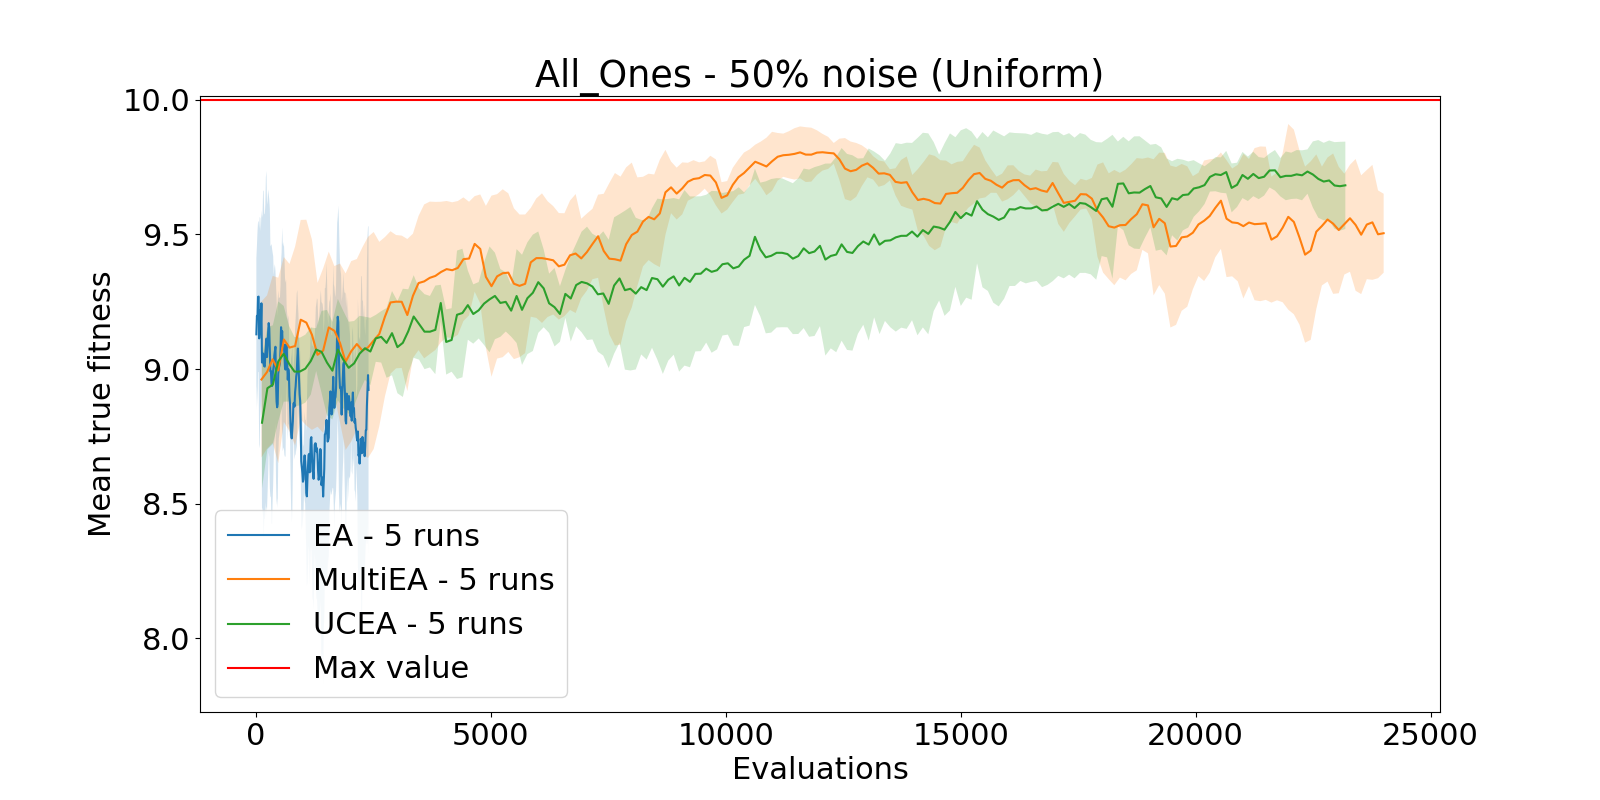 All_Ones - 50% noise (Uniform)
Mean true fitness
10.0
9.5
9.0
8.5
8.0
EA - 5 runs
MultiEA - 5 runs
UCEA - 5 runs
Max value
0 5000 10000 15000 20000 25000
Evaluations